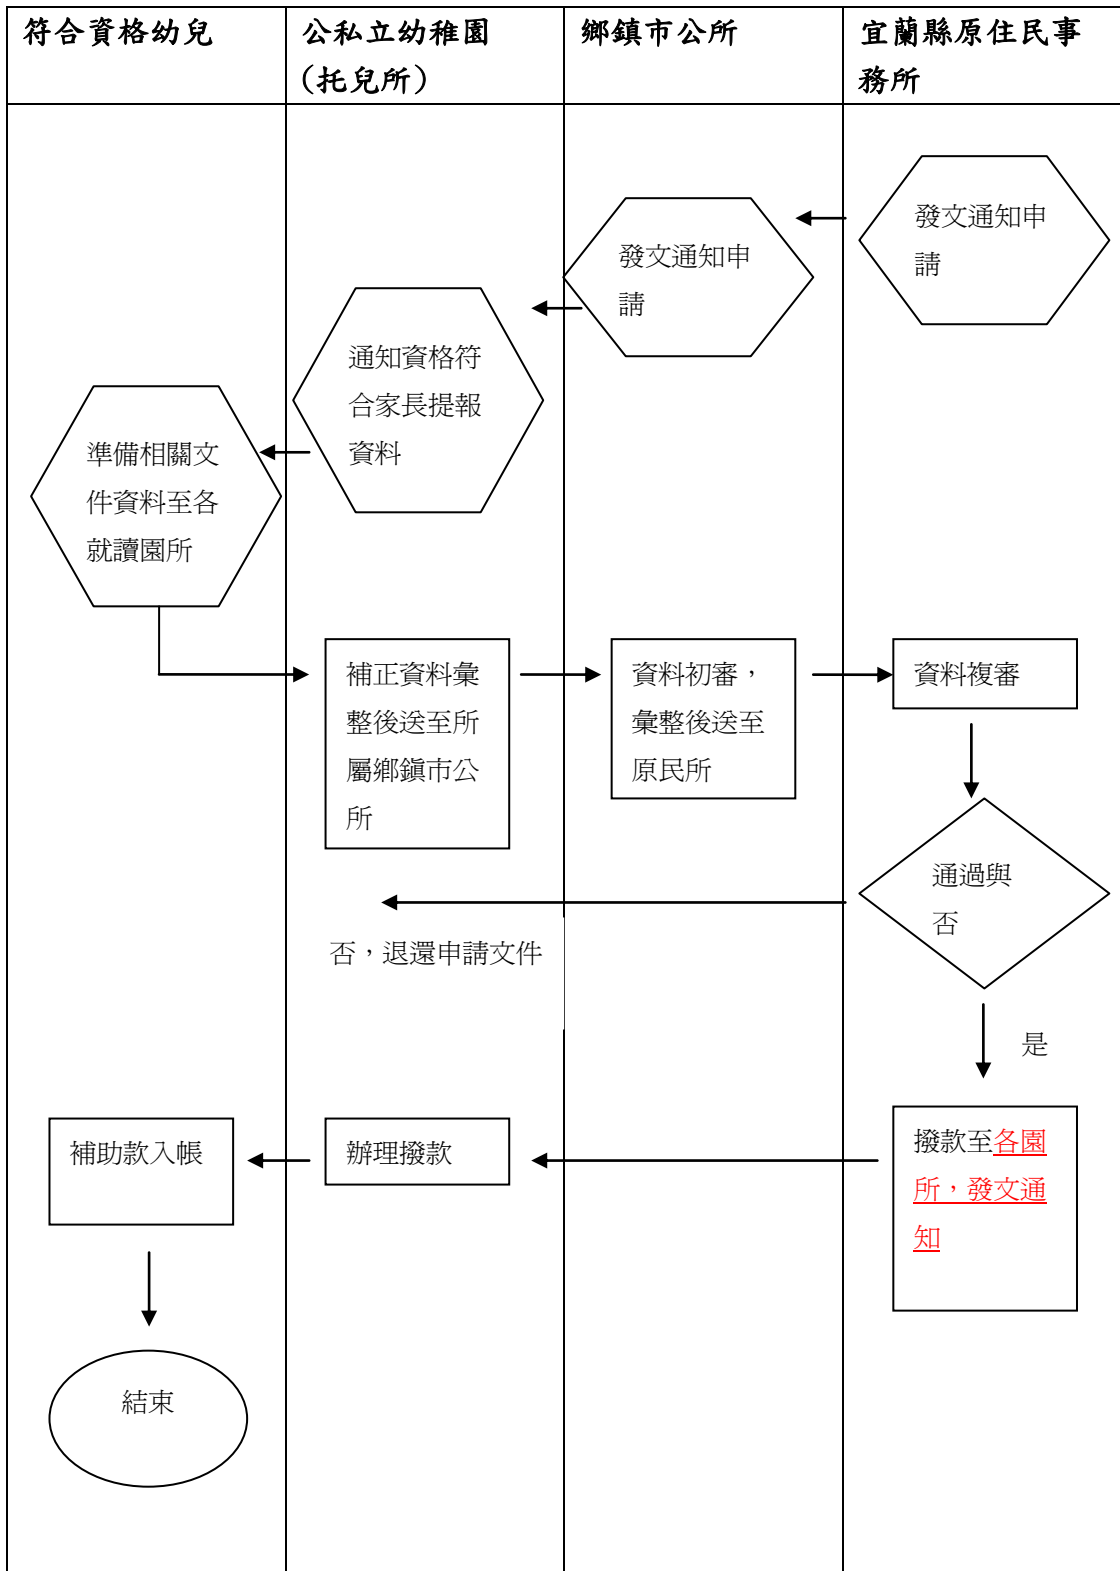 符合資格幼兒
公私立幼稚園
(托兒所)
鄉鎮市公所
宜蘭縣原住民事
務所
發文通知申
請
發文通知申
請
通知資格符
合家長提報
資料
準備相關文
件資料至各
就讀園所
補正資料彙
整後送至所
屬鄉鎮市公
所
資料初審，
彙整後送至
原民所
資料複審
通過與
否
否，退還申請文件
是
補助款入帳
辦理撥款
撥款至各園
所，發文通
知
結束